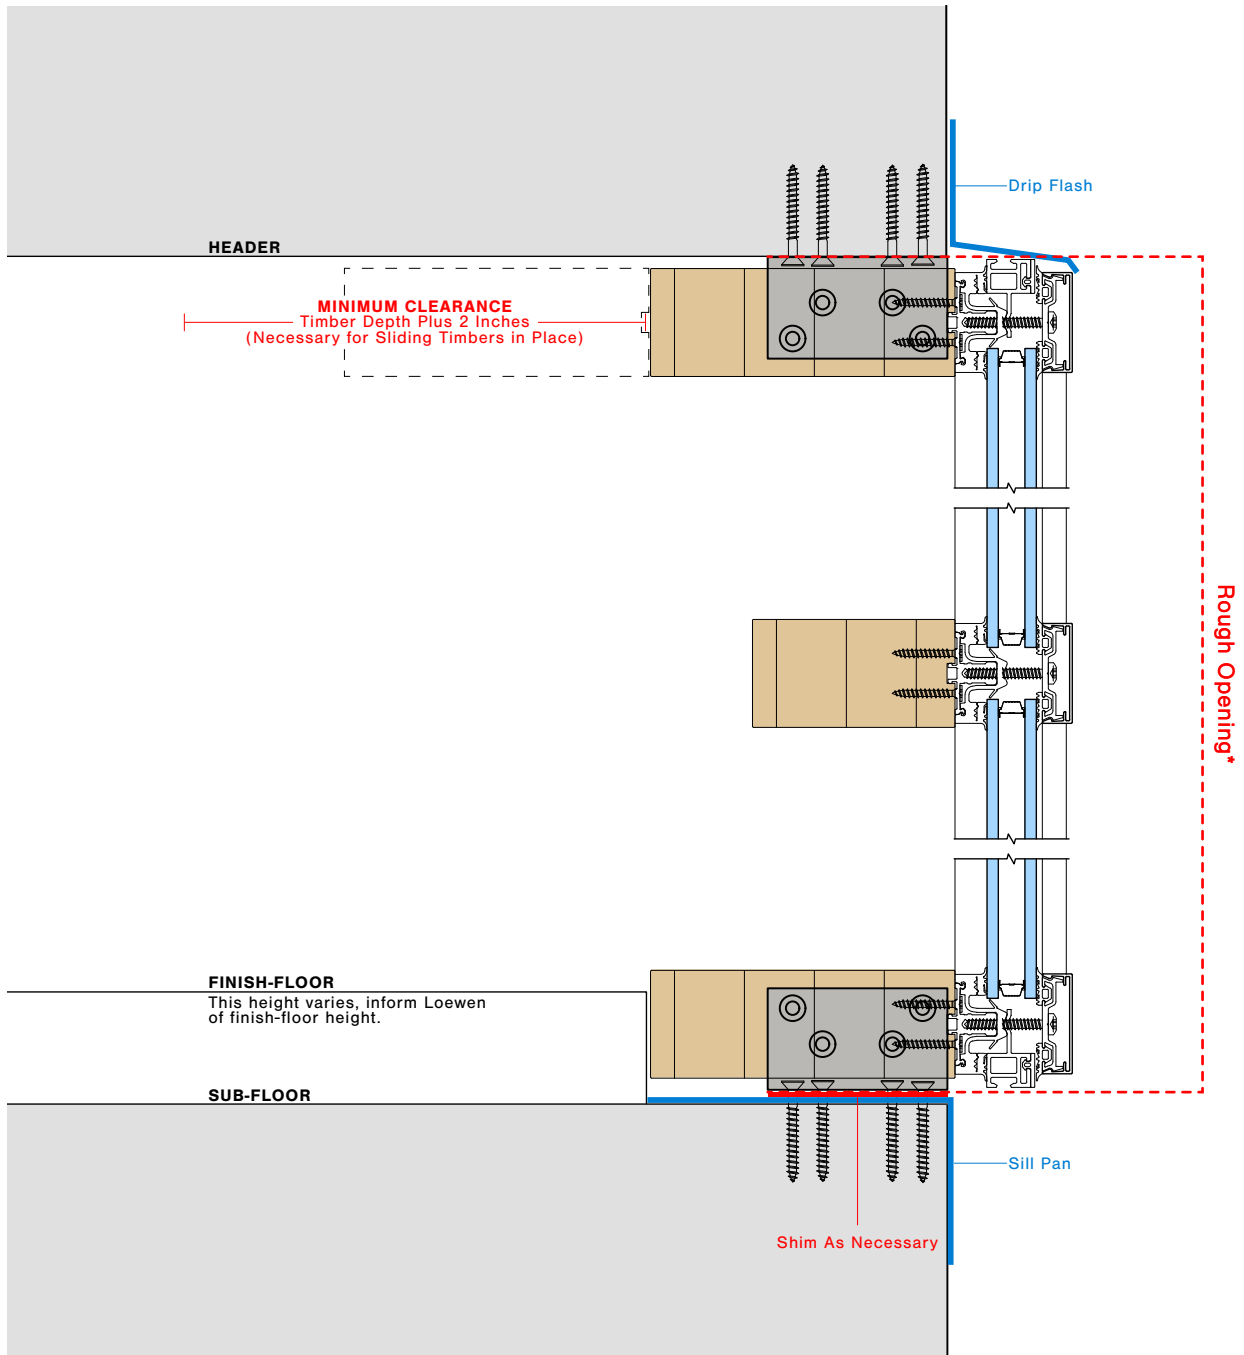 Drip Flash
HEADER
MINIMUM CLEARANCE
Timber Depth Plus 2 Inches
(Necessary for Sliding Timbers in Place)
Rough Opening*
FINISH-FLOOR
This height varies, inform Loewen
of finish-floor height.
SUB-FLOOR
Sill Pan
Shim As Necessary